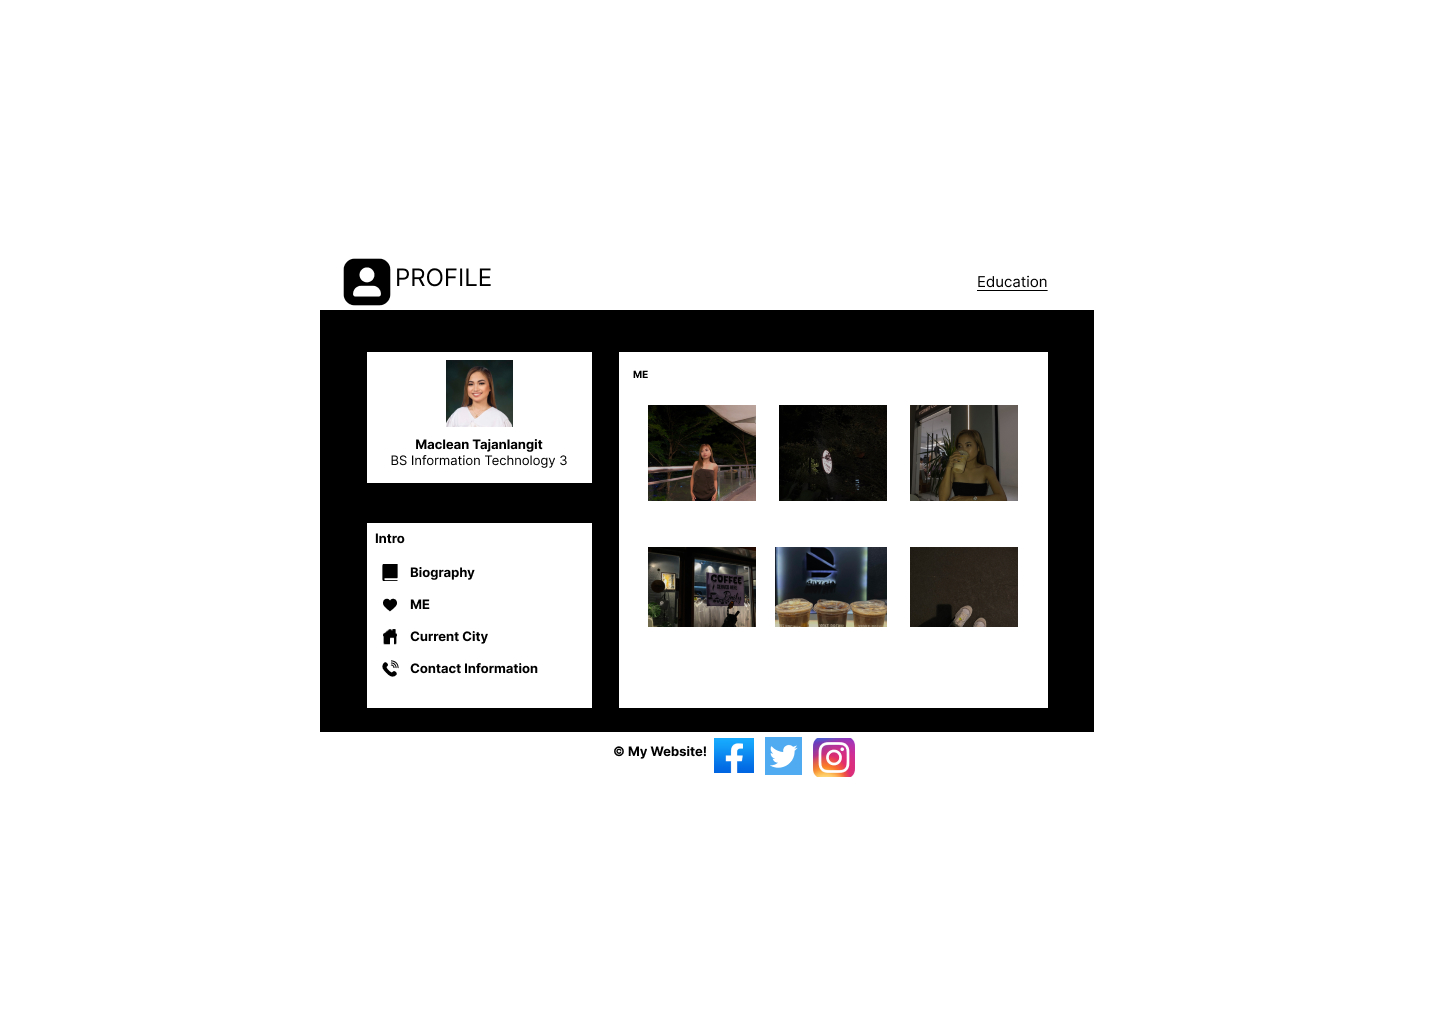 PROFILE
Education
Maclean Tajanlangit
BS Information Technology 3
Intro
Biography
ME
Current City
Contact Information
ME
COFFEE
© My Website!